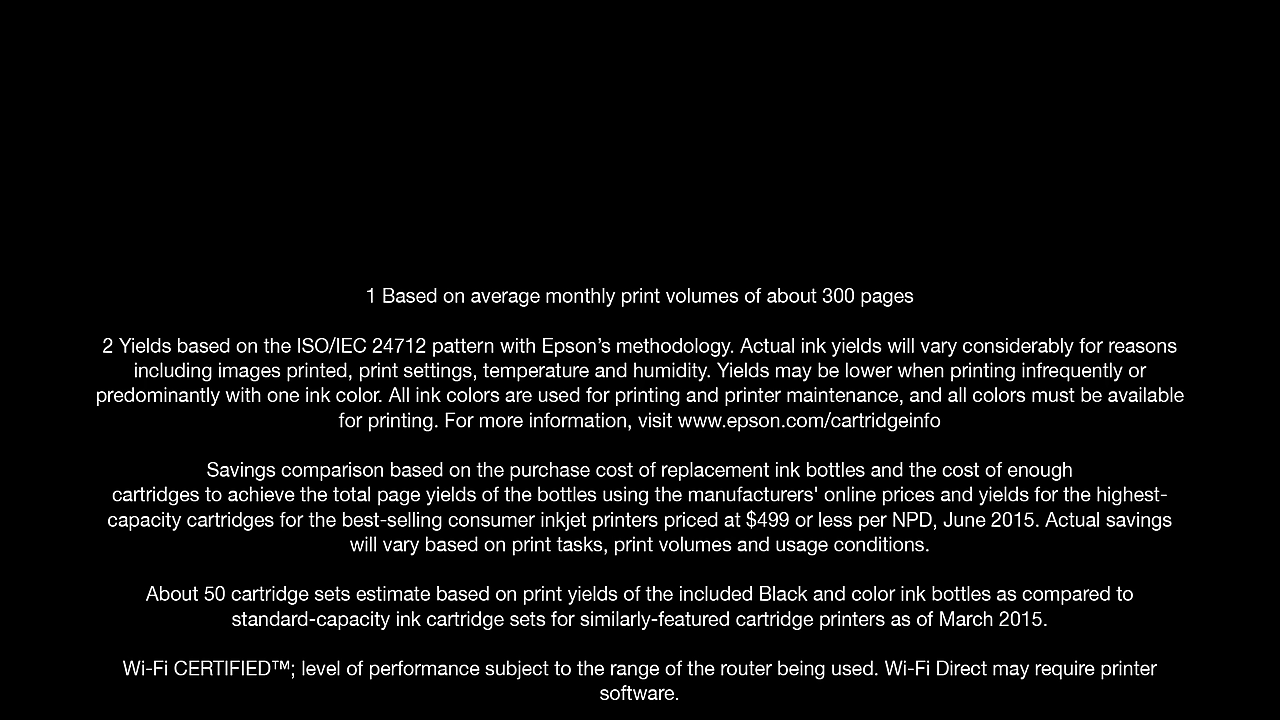 1 Based on average monthly print volumes of about 300 pages
2 Yields based on the ISO/IEC 24712 pattern with Epson’s methodology. Actual ink yields will vary considerably for reasons
including images printed, print settings, temperature and humidity. Yields may be lower when printing infrequently or
predominantly with one ink color. All ink colors are used for printing and printer maintenance, and all colors must be available
for printing. For more information, visit www.epson.com/cartridgeinfo
Savings comparison based on the purchase cost of replacement ink bottles and the cost of enough
cartridges to achieve the total page yields of the bottles using the manufacturers' online prices and yields for the highest-
capacity cartridges for the best-selling consumer inkjet printers priced at $499 or less per NPD, June 2015. Actual savings
will vary based on print tasks, print volumes and usage conditions.
About 50 cartridge sets estimate based on print yields of the included Black and color ink bottles as compared to
standard-capacity ink cartridge sets for similarly-featured cartridge printers as of March 2015.
Wi-Fi CERTIFIED™; level of performance subject to the range of the router being used. Wi-Fi Direct may require printer
software.